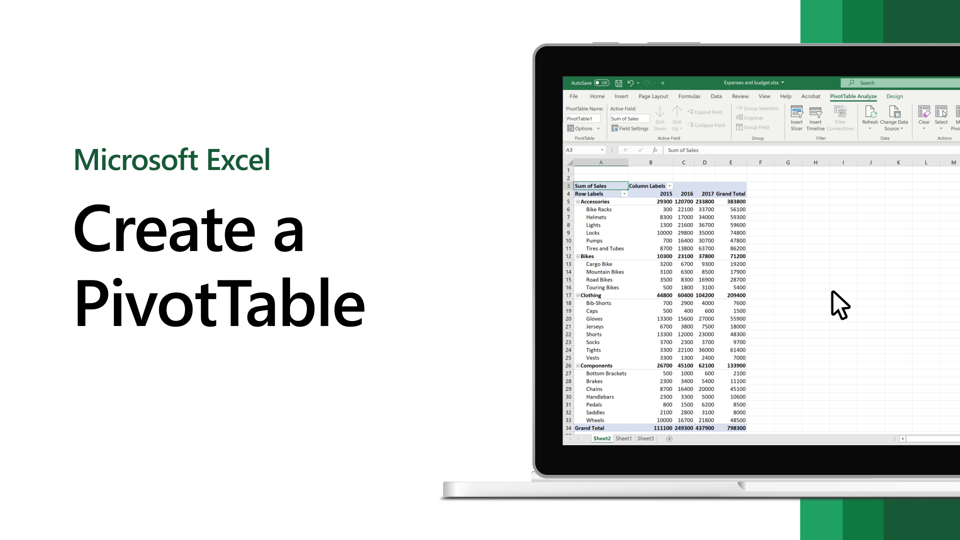 Microsoft Excel
Create a
PivotTable
AutoSave Off Expenses and budget.xlsx Search
File Home Insert Page Layout Formulas Data Review View Help Acrobat PivotTable Analyze Design
PivotTable Name: Active Field:
PivotTable1 Sum of Sales Drill Down Drill Up Expand Field Collapse Field Group Selection Ungroup Group Field Insert Slicer Insert Timeline Filter Connections Refresh Change Data Source Clear Select
Options Field Settings
PivotTable Active Field Group Filter Data Actions
A3 Sum of Sales
A B C D E F G H I J K L M
1
2
3 Sum of Sales Column Labels
4 Row Labels 2015 2016 2017 Grand Total
5 Accessories 29300 120700 233800 383800
6 Bike Racks 300 22100 33700 56100
7 Helmets 8300 17000 34000 59300
8 Lights 1300 21600 36700 59600
9 Locks 10000 29800 35000 74800
10 Pumps 700 16400 30700 47800
11 Tires and Tubes 8700 13800 63700 86200
12 Bikes 10300 23100 37800 71200
13 Cargo Bike 3200 6700 9300 19200
14 Mountain Bikes 3100 6300 8500 17900
15 Road Bikes 3500 8300 16900 28700
16 Touring Bikes 500 1800 3100 5400
17 Clothing 44800 60400 104200 209400
18 Bib-Shorts 700 2900 4000 7600
19 Caps 500 400 600 1500
20 Gloves 13300 15600 27000 55900
21 Jerseys 6700 3800 7500 18000
22 Shorts 13300 12000 23000 48300
23 Socks 3700 2300 3700 9700
24 Tights 3300 22100 36000 61400
25 Vests 3300 1300 2400 7000
26 Components 26700 45100 62100 133900
27 Bottom Brackets 500 1000 600 2100
28 Brakes 2300 3400 5400 11100
29 Chains 8700 16400 20000 45100
30 Handlebars 2300 3300 5000 10600
31 Pedals 800 1500 6200 8500
32 Saddles 2100 2800 3100 8000
33 Wheels 10000 16700 21800 48500
34 Grand Total 111100 249300 437900 798300
Sheet2 Sheet1 Sheet3